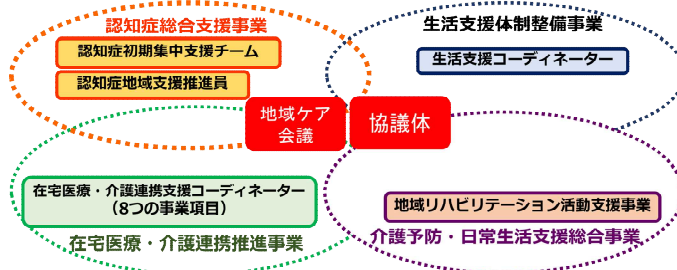 認知症総合支援事業
認知症初期集中支援チーム
認知症地域支援推進員
生活支援体制整備事業
生活支援コーディネーター
地域ケア
会議
協議体
在宅医療・介護連携支援コーディネーター
（8つの事業項目）
在宅医療・介護連携推進事業
地域リハビリテーション活動支援事業
介護予防・日常生活支援総合事業